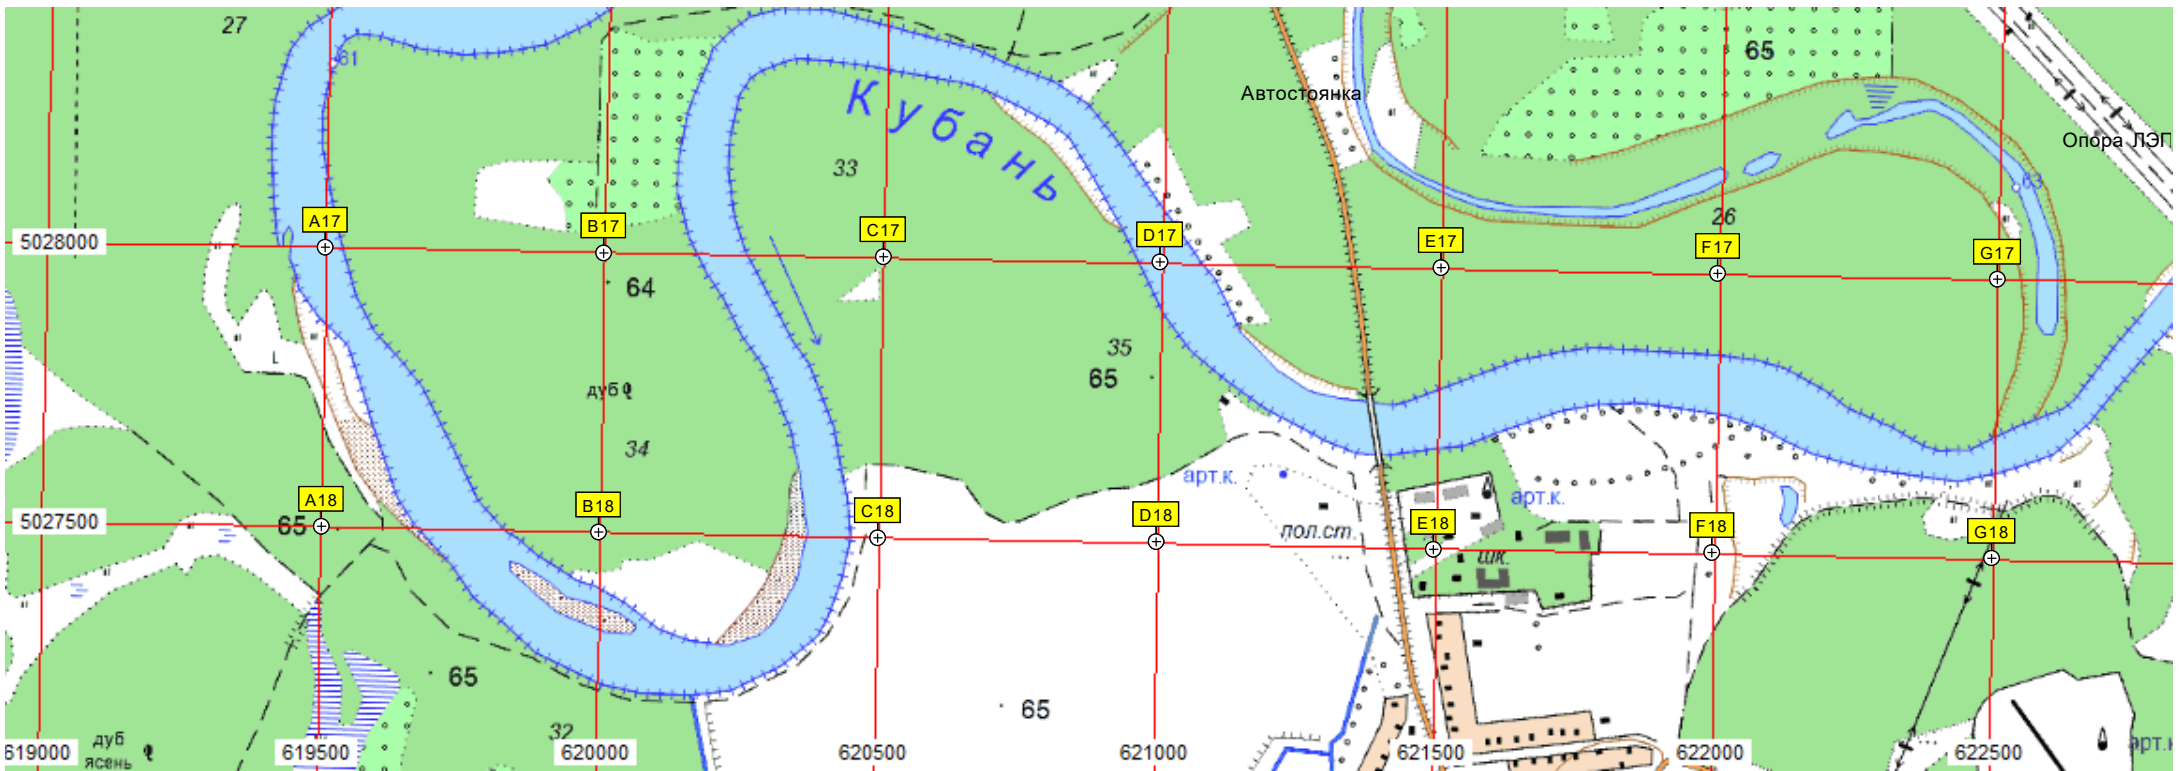 27
61
65
Автостоянка
Кубань
Опора ЛЭП
33
63
26
A17
B17
C17
D17
E17
F17
G17
5028000
64
35
65
дуб
34
арт.к.
арт.к.
A18
B18
C18
D18
E18
F18
G18
5027500
65
пол.ст.
шк.
65
65
32
дуб
ясень
арт.к
619000
619500
620000
620500
621000
621500
622000
622500